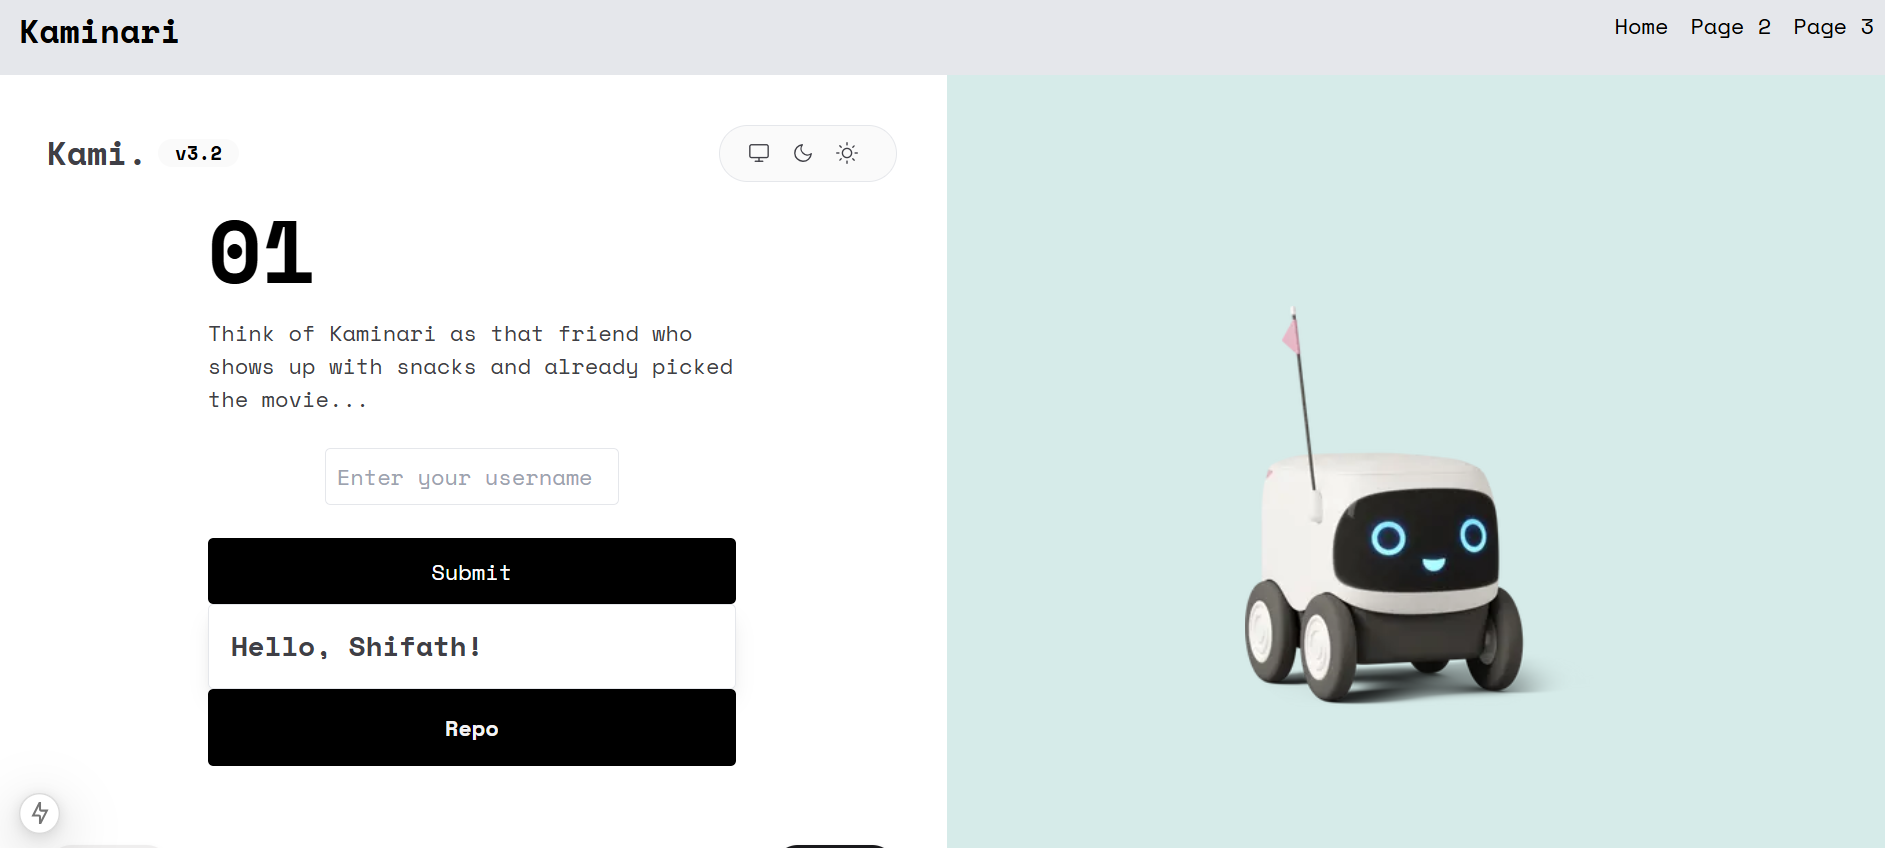 Kaminari
Home Page 2 Page 3
Kami. v3.2
01
Think of Kaminari as that friend who
shows up with snacks and already picked
the movie...
Enter your username
Submit
Hello, Shifath!
Repo